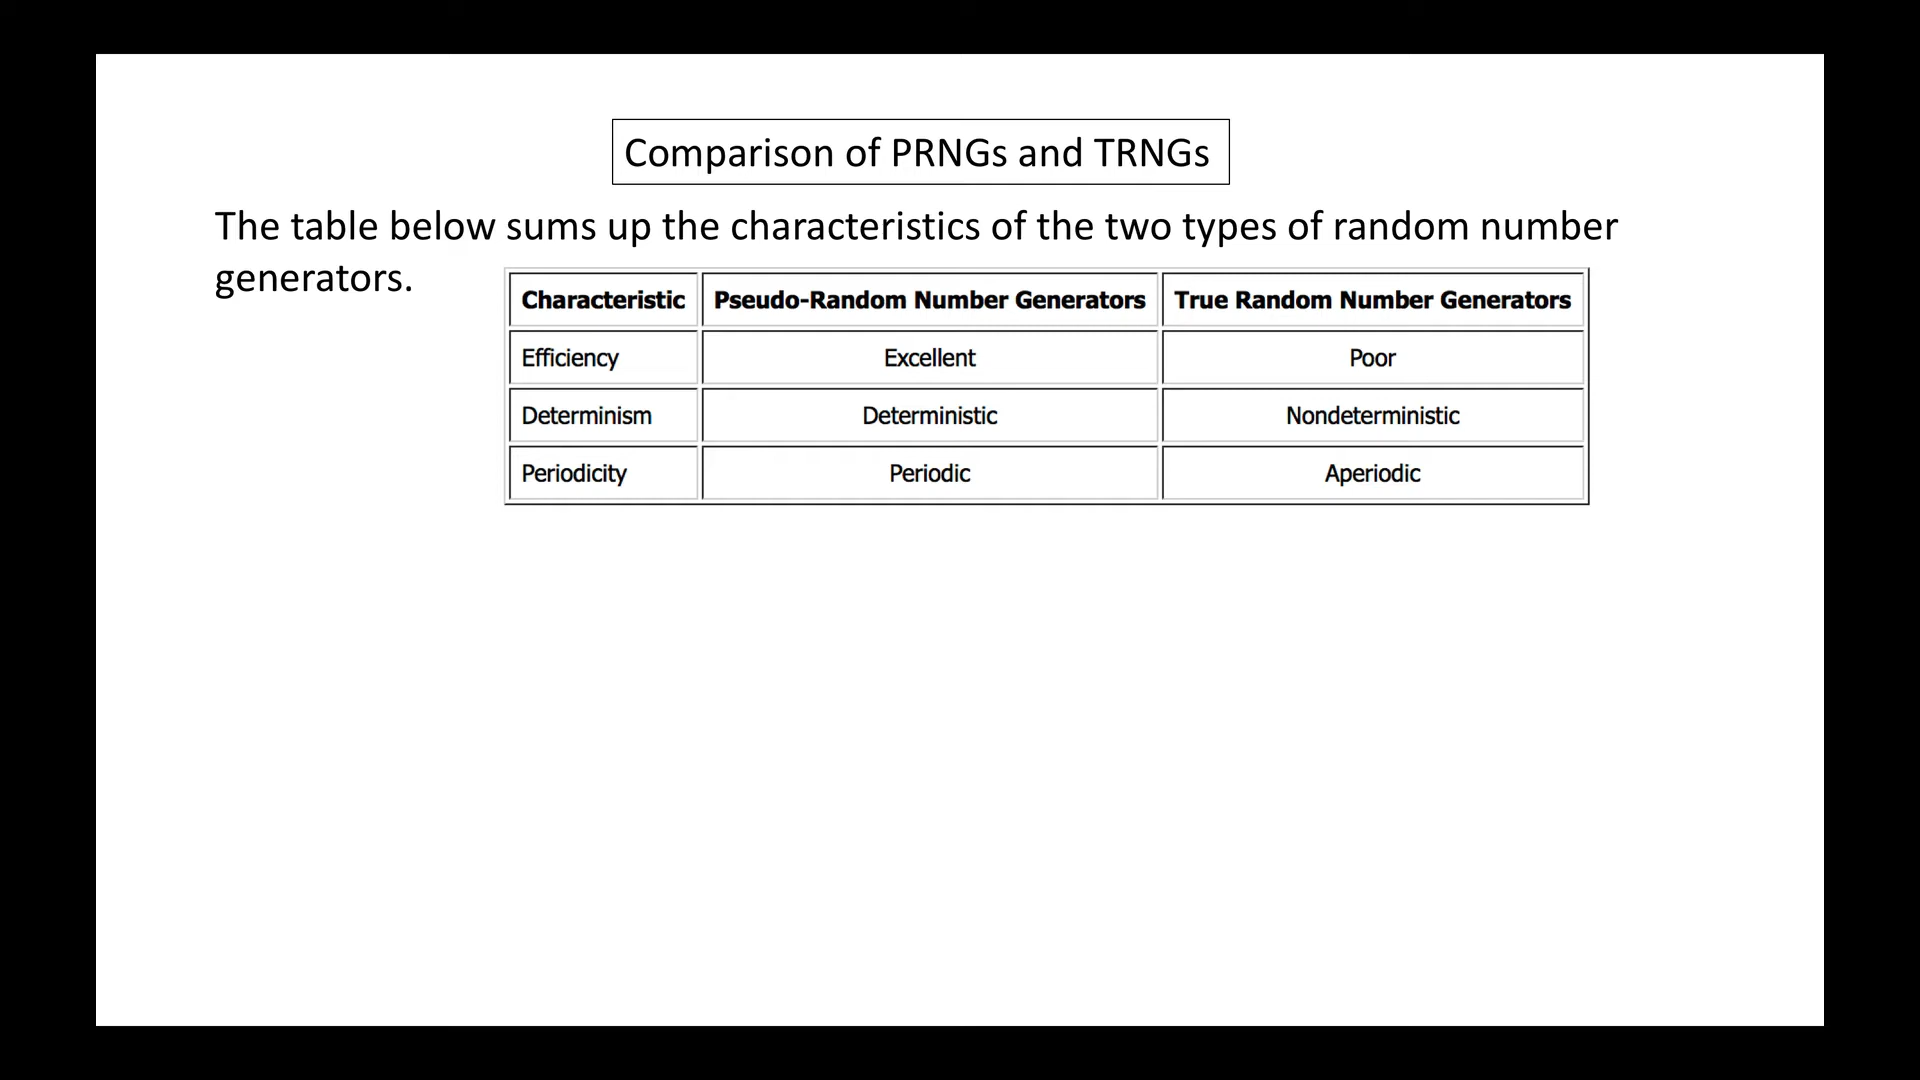 Comparison of PRNGs and TRNGs
The table below sums up the characteristics of the two types of random number
generators.
Characteristic Pseudo-Random Number Generators True Random Number Generators
Efficiency Excellent Poor
Determinism Deterministic Nondeterministic
Periodicity Periodic Aperiodic